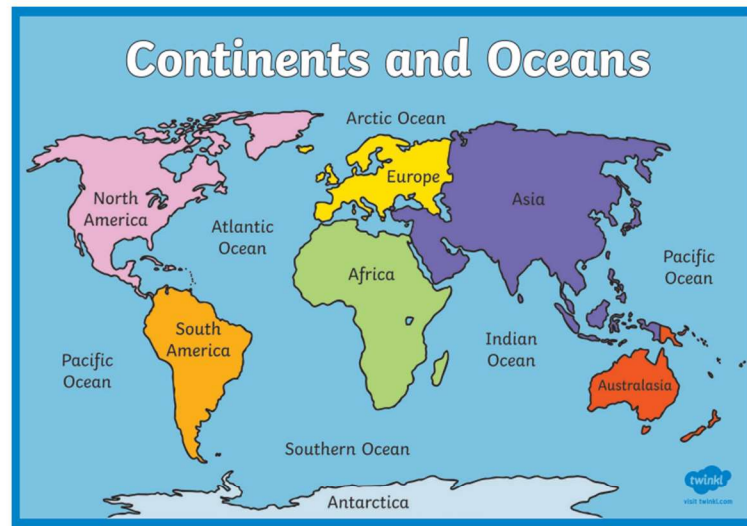 Continents and Oceans
Arctic Ocean
North
America
Europe
Asia
Atlantic
Ocean
Africa
Pacific
Ocean
South
America
Indian
Ocean
Pacific
Ocean
Australasia
Southern Ocean
Antarctica
twinkl
visit twinkl.com